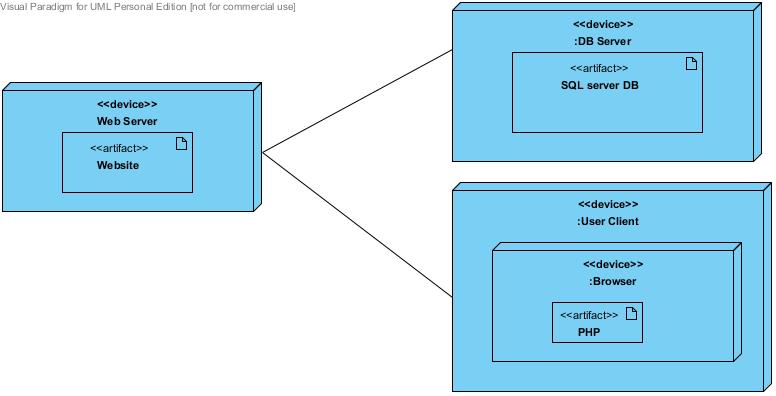 Visual Paradigm for UML Personal Edition [not for commercial use]
<<device>>
Web Server
<<artifact>>
Website
<<device>>
:DB Server
<<artifact>>
SQL server DB
<<device>>
:User Client
<<device>>
:Browser
<<artifact>>
PHP